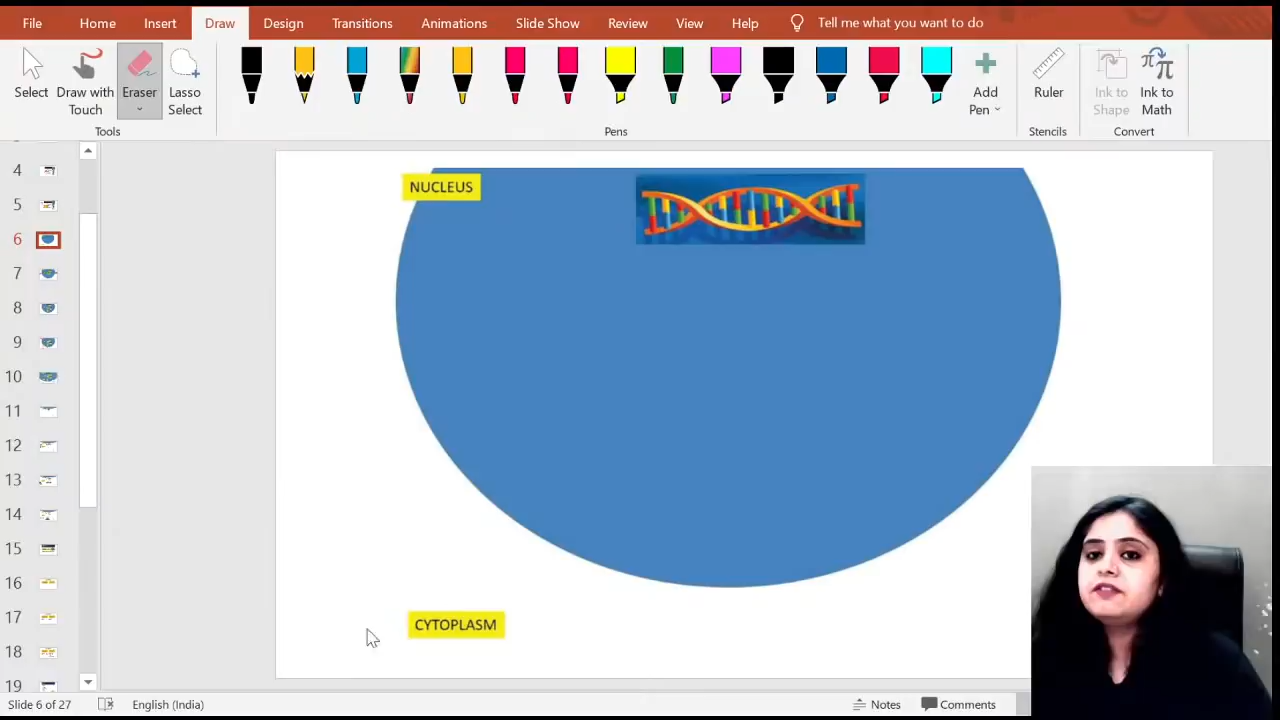 File Home Insert Draw Design Transitions Animations Slide Show Review View Help Tell me what you want to do
Select Draw with Touch Eraser Lasso Select Add Pen Ruler Ink to Shape Ink to Math
Tools Pens Stencils Convert
4
5
6
7
8
9
10
11
12
13
14
15
16
17
18
19
NUCLEUS
CYTOPLASM
Slide 6 of 27 English (India) Notes Comments